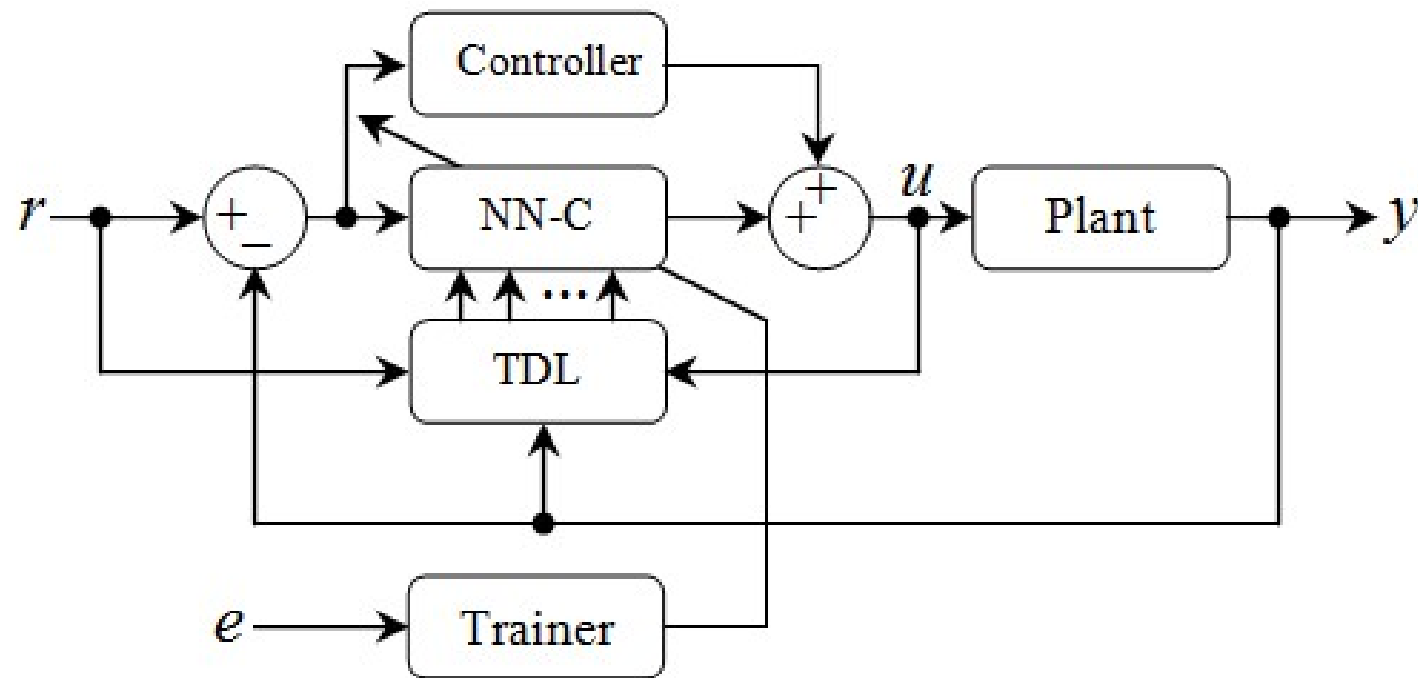 Controller
r
+
−
NN-C
+
+
u
Plant
y
...
TDL
e
Trainer